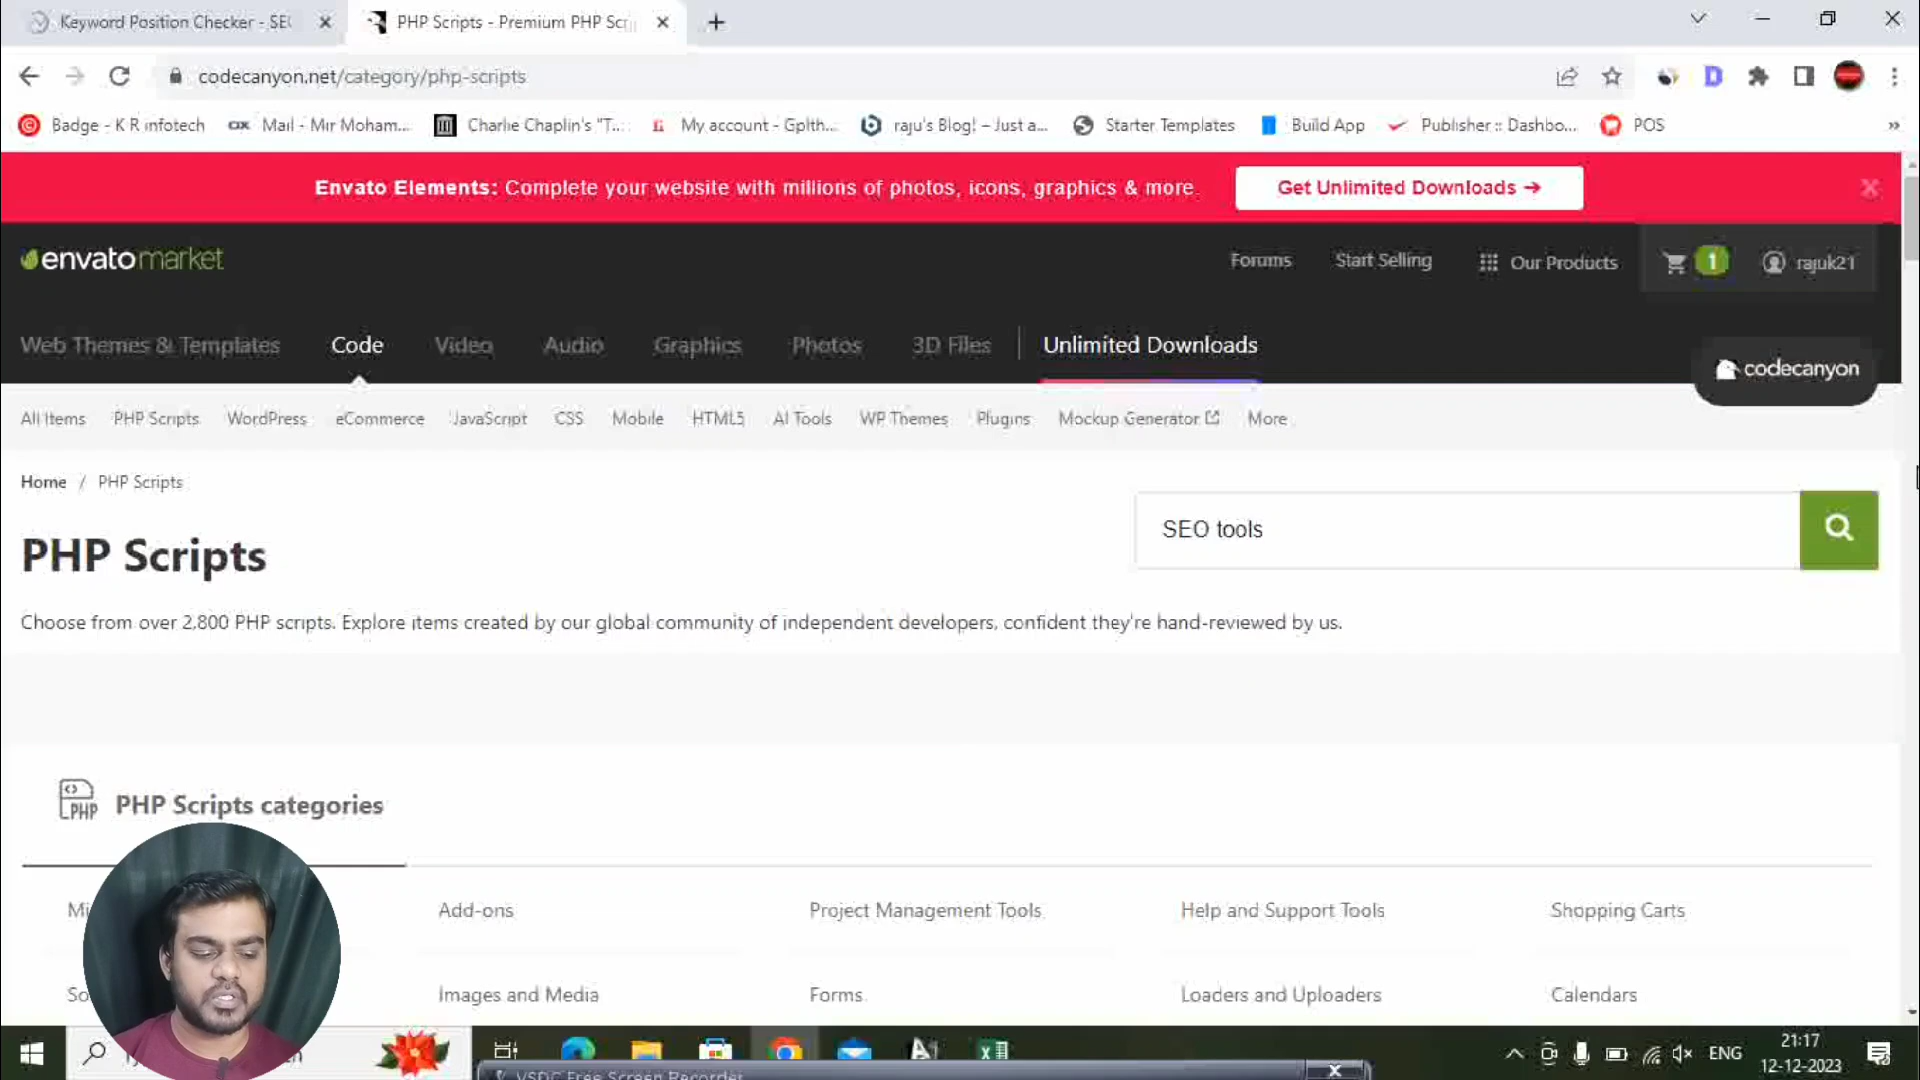 Keyword Position Checker - SE
PHP Scripts - Premium PHP Scri
codecanyon.net/category/php-scripts
Badge - K R infotech
Mail - Mir Moham...
Charlie Chaplin's "T...
My account - Gplth...
raju's Blog! – Just a...
Starter Templates
Build App
Publisher :: Dashbo...
POS
Envato Elements: Complete your website with millions of photos, icons, graphics & more.
Get Unlimited Downloads →
envatomarket
Forums
Start Selling
Our Products
1
rajuk21
Web Themes & Templates
Code
Video
Audio
Graphics
Photos
3D Files
Unlimited Downloads
codecanyon
All Items
PHP Scripts
WordPress
eCommerce
JavaScript
CSS
Mobile
HTML5
AI Tools
WP Themes
Plugins
Mockup Generator
More
Home / PHP Scripts
SEO tools
PHP Scripts
Choose from over 2,800 PHP scripts. Explore items created by our global community of independent developers, confident they're hand-reviewed by us.
PHP
PHP Scripts categories
Add-ons
Project Management Tools
Help and Support Tools
Shopping Carts
Images and Media
Forms
Loaders and Uploaders
Calendars
ENG
21:17
12-12-2023
VSDC Free Screen Recorder